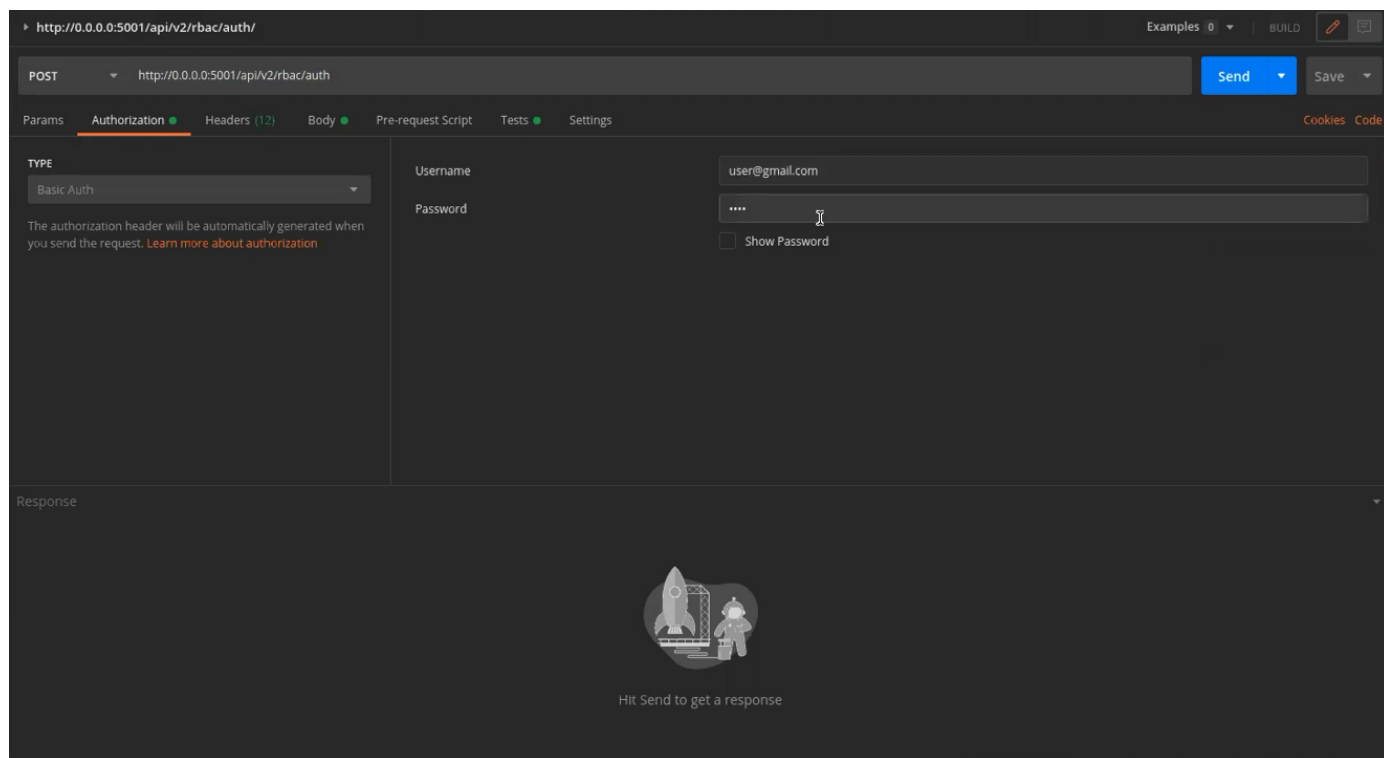 http://0.0.0.0:5001/api/v2/rbac/auth/ Examples 0 BUILD
POST http://0.0.0.0:5001/api/v2/rbac/auth Send Save
Params Authorization Headers (12) Body Pre-request Script Tests Settings Cookies Code
TYPE
Basic Auth
The authorization header will be automatically generated when
you send the request. Learn more about authorization
Username user@gmail.com
Password ••••
Show Password
Response
Hit Send to get a response